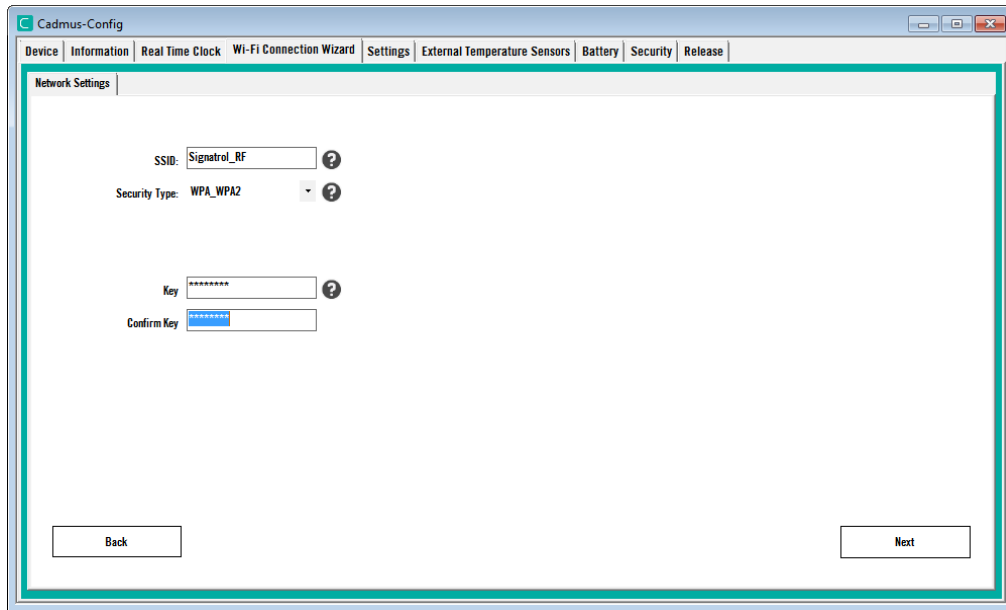 Cadmus-Config
Device Information Real Time Clock Wi-Fi Connection Wizard Settings External Temperature Sensors Battery Security Release
Network Settings
SSID: Signatrol_RF ?
Security Type: WPA_WPA2 ?
Key ******** ?
Confirm Key ********
Back Next